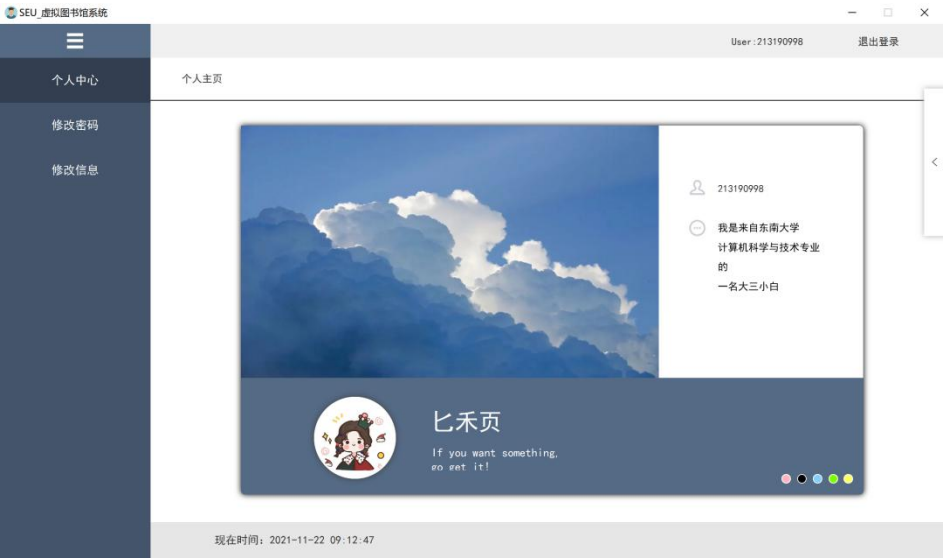 SEU_虚拟图书馆系统
User:213190998 退出登录
个人中心
个人主页
修改密码
修改信息
213190998
我是来自东南大学
计算机科学与技术专业
的
一名大三小白
匕禾页
If you want something,
go get it!
现在时间：2021-11-22 09:12:47